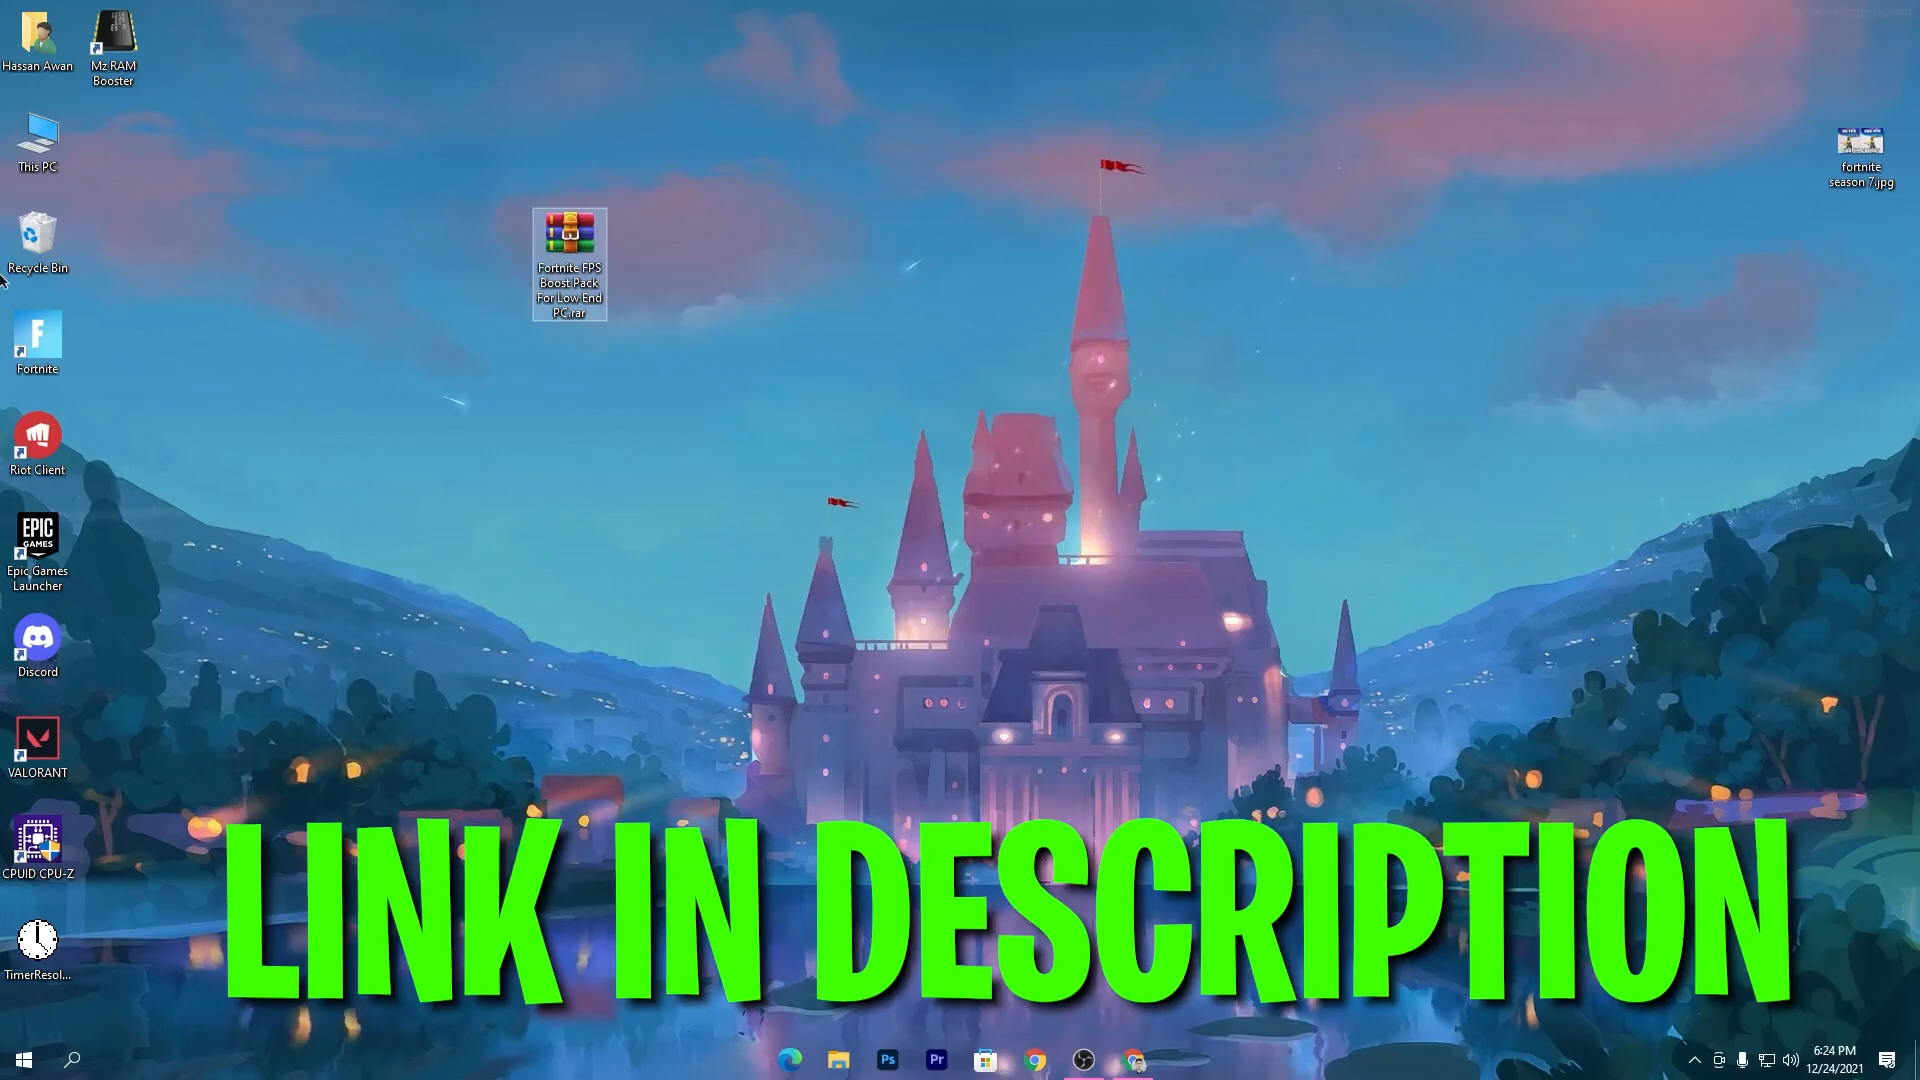 Hassan Awan
Mz RAM
Booster
This PC
Recycle Bin
F
Fortnite
Riot Client
EPIC
GAMES
Epic Games
Launcher
Discord
VALORANT
CPUID CPU-Z
TimerResol...
Fortnite FPS
Boost Pack
For Low End
PC.rar
fortnite
season 7.jpg
LINK IN DESCRIPTION
Ps
Pr
6:24 PM
12/24/2021